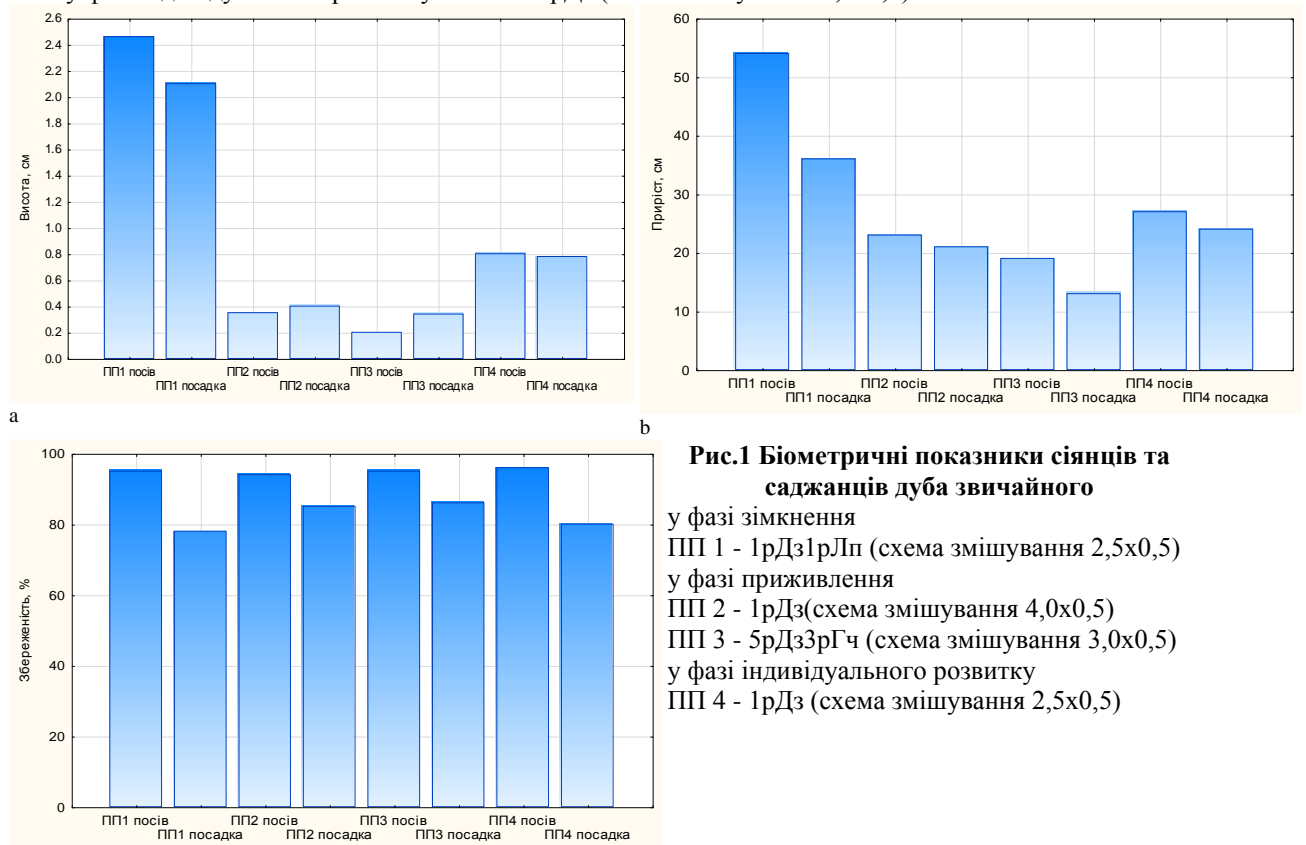 2.6
2.4
2.2
2.0
1.8
1.6
1.4
1.2
1.0
0.8
0.6
0.4
0.2
0.0
Висота, см
ПП1 посів
ПП1 посадка
ПП2 посів
ПП2 посадка
ПП3 посів
ПП3 посадка
ПП4 посів
ПП4 посадка
a
60
50
40
30
20
10
0
Приріст, см
ПП1 посів
ПП1 посадка
ПП2 посів
ПП2 посадка
ПП3 посів
ПП3 посадка
ПП4 посів
ПП4 посадка
b
100
80
60
40
20
0
Збереженість, %
ПП1 посів
ПП1 посадка
ПП2 посів
ПП2 посадка
ПП3 посів
ПП3 посадка
ПП4 посів
ПП4 посадка
Рис.1 Біометричні показники сіянців та
саджанців дуба звичайного
у фазі зімкнення
ПП 1 - 1рДз1рЛп (схема змішування 2,5х0,5)
у фазі приживлення
ПП 2 - 1рДз(схема змішування 4,0х0,5)
ПП 3 - 5рДз3рГч (схема змішування 3,0х0,5)
у фазі індивідуального розвитку
ПП 4 - 1рДз (схема змішування 2,5х0,5)